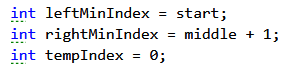 int leftMinIndex = start;
int rightMinIndex = middle + 1;
int tempIndex = 0;